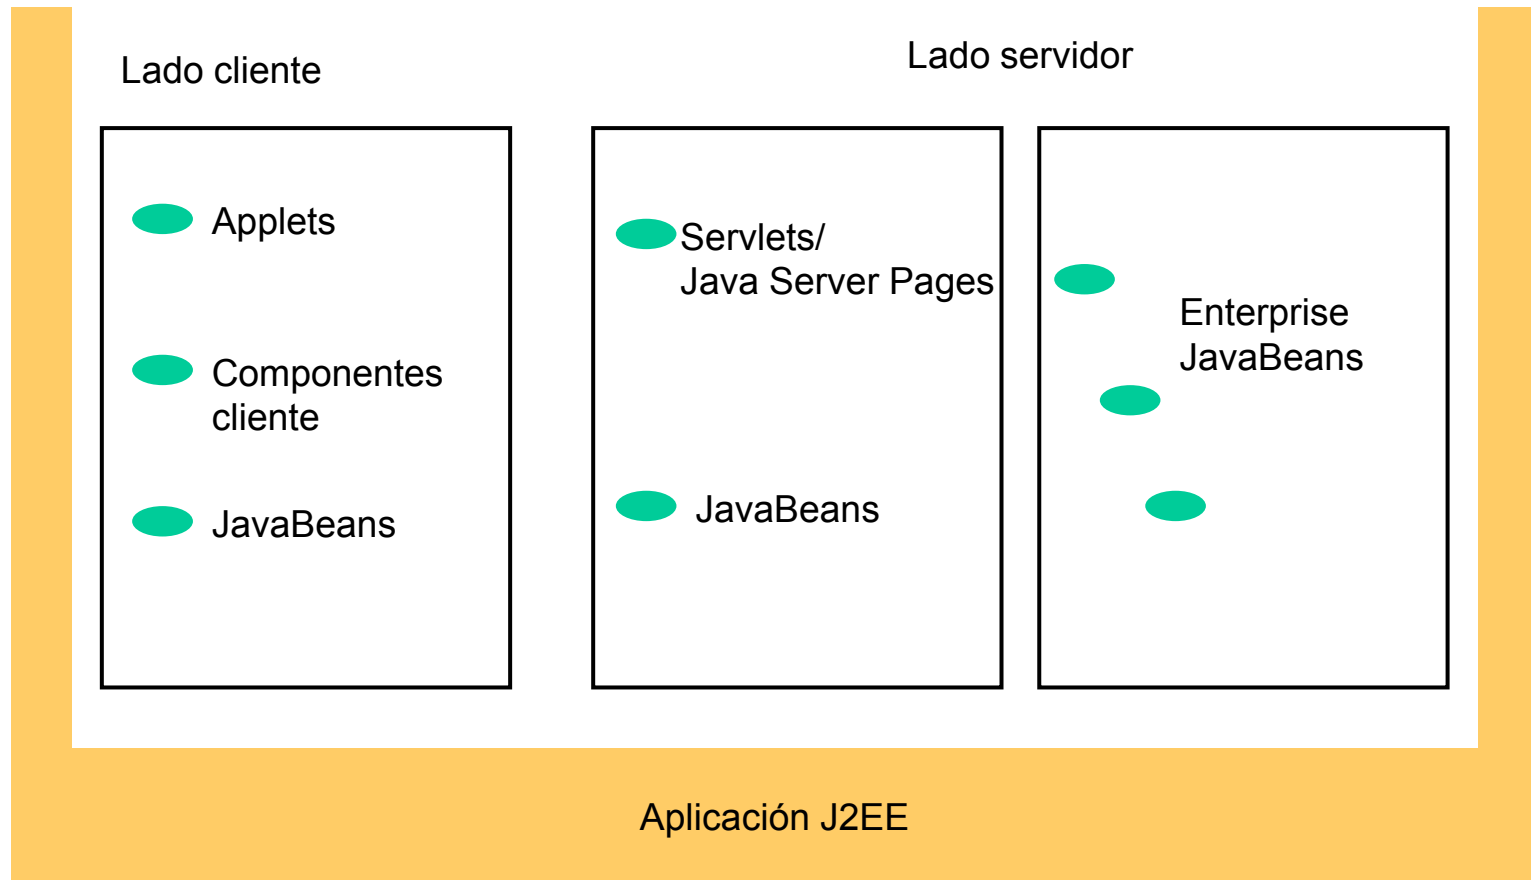 Lado cliente
Lado servidor
Applets
Componentes
cliente
JavaBeans
Servlets/
Java Server Pages
JavaBeans
Enterprise
JavaBeans
Aplicación J2EE